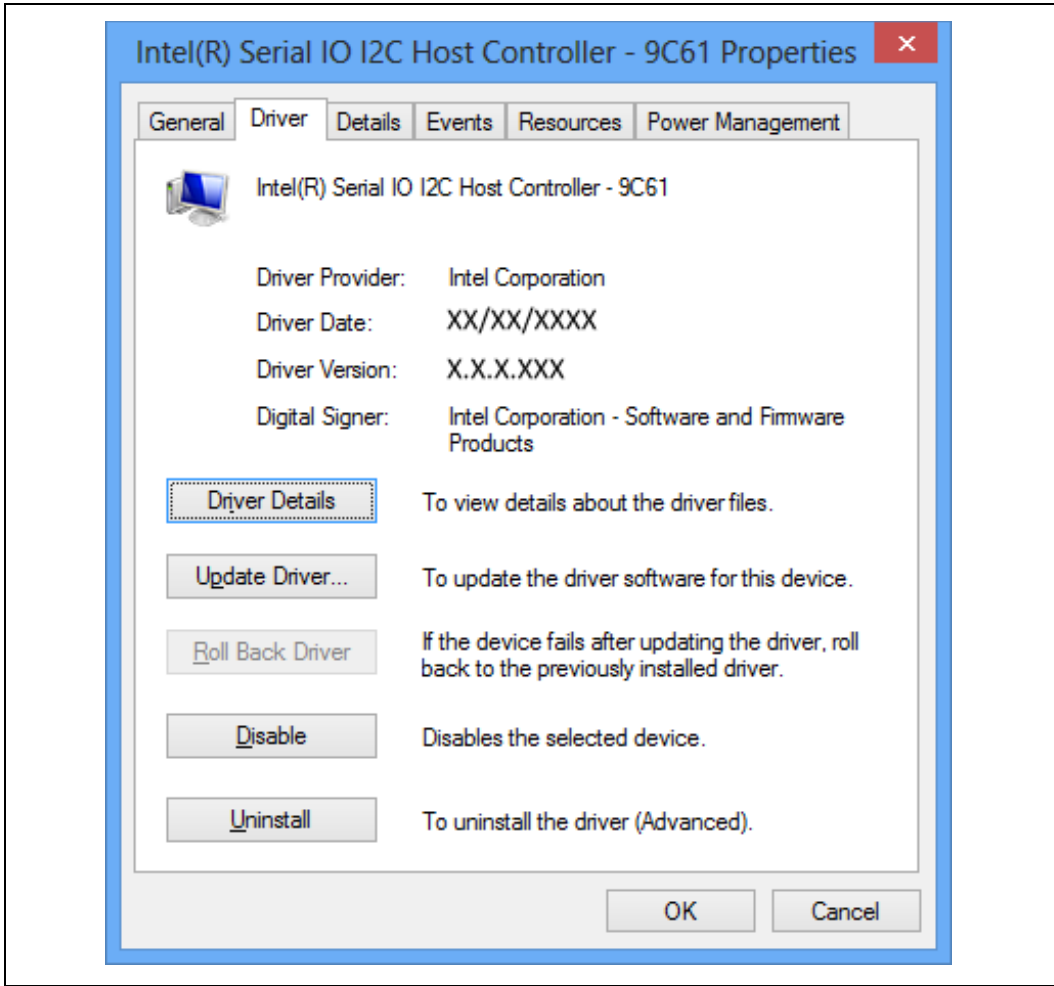 Intel(R) Serial IO I2C Host Controller - 9C61 Properties
General Driver Details Events Resources Power Management
Intel(R) Serial IO I2C Host Controller - 9C61
Driver Provider: Intel Corporation
Driver Date: XX/XX/XXXX
Driver Version: X.X.X.XXX
Digital Signer: Intel Corporation - Software and Firmware
Products
Driver Details To view details about the driver files.
Update Driver... To update the driver software for this device.
Roll Back Driver If the device fails after updating the driver, roll
back to the previously installed driver.
Disable Disables the selected device.
Uninstall To uninstall the driver (Advanced).
OK Cancel